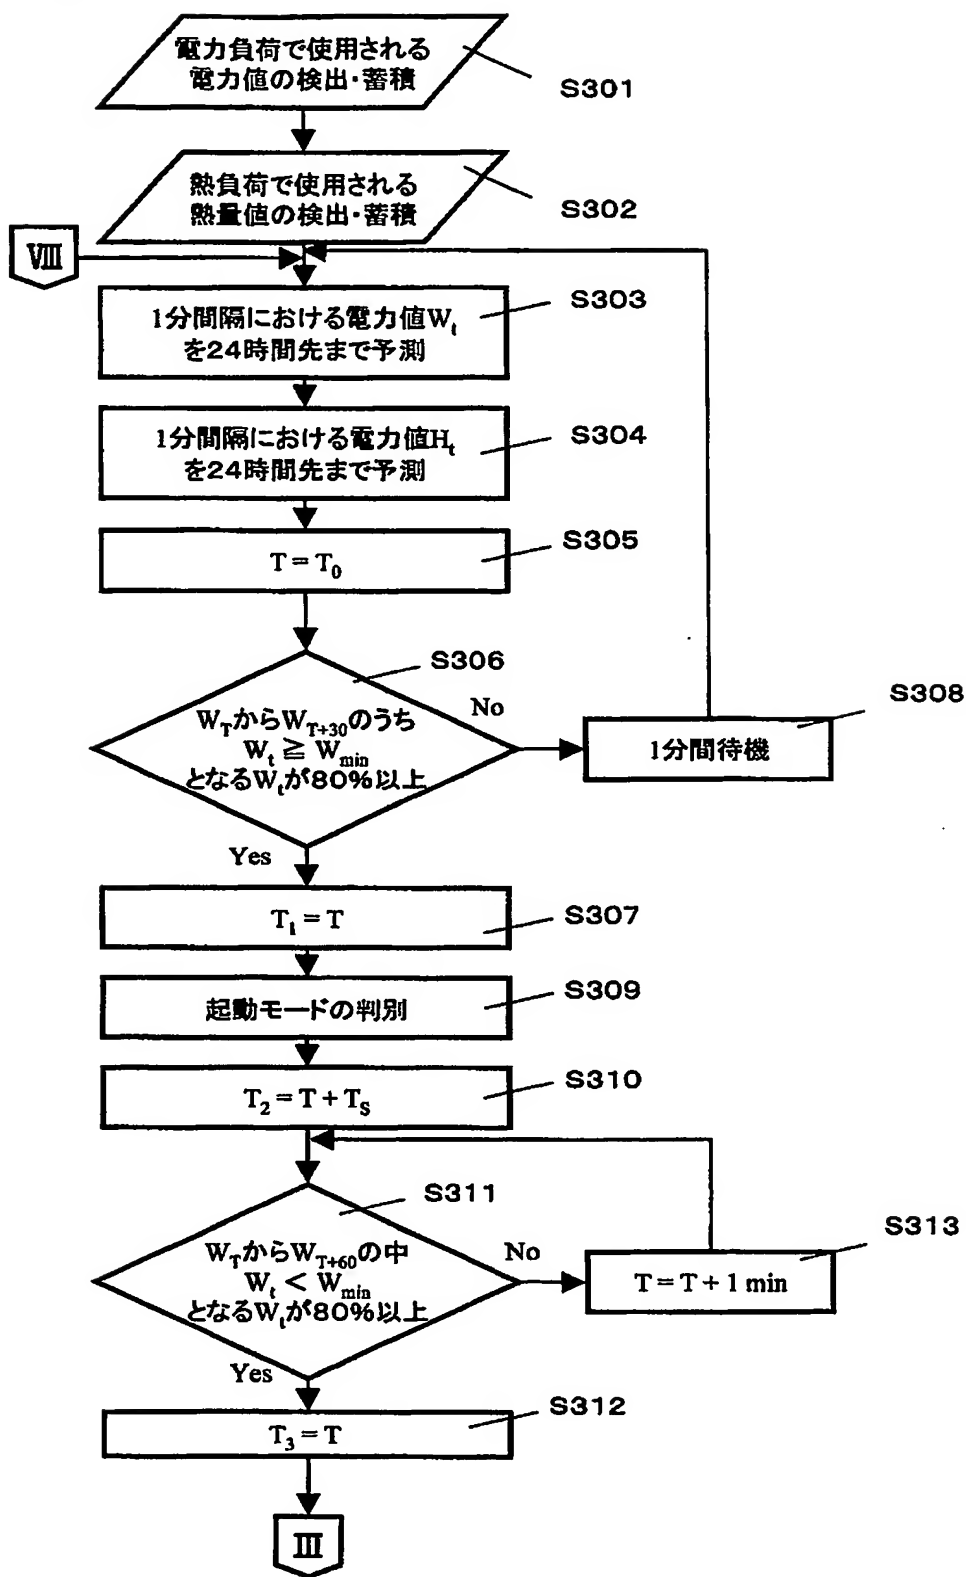 電力負荷で使用される
電力値の検出・蓄積
S301
熱負荷で使用される
熱量値の検出・蓄積
S302
VIII
1分間隔における電力値Wt
を24時間先まで予測
S303
1分間隔における電力値Ht
を24時間先まで予測
S304
T = T0
S305
WTからWT+30のうち
Wt ≧ Wmin
となるWtが80%以上
S306
No
1分間待機
S308
Yes
T1 = T
S307
起動モードの判別
S309
T2 = T + TS
S310
WTからWT+60の中
Wt < Wmin
となるWtが80%以上
S311
No
T = T + 1 min
S313
Yes
T3 = T
S312
III